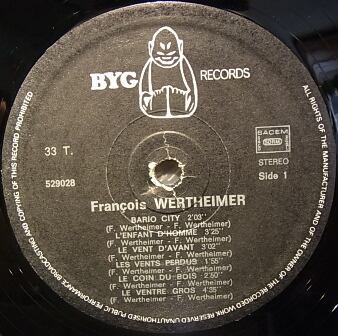 BYG RECORDS
33 T.
529028
SACEM
STEREO
Side 1
François WERTHEIMER
BARIO CITY 2'03''
(F. Wertheimer - F. Wertheimer)
L'ENFANT D'HOMME 3'25''
(F. Wertheimer - F. Wertheimer)
LE VENT D'AVANT 3'02''
(F. Wertheimer - F. Wertheimer)
LES VENTS PERDUS 1'55''
(F. Wertheimer - F. Wertheimer)
LE COIN DU BOIS 2'50''
(F. Wertheimer - F. Wertheimer)
LE VENTRE GROS 4'55''
(F. Wertheimer - F. Wertheimer)
ALL RIGHTS OF THE MANUFACTURER AND OF THE OWNER OF THE RECORDED WORK RESERVED/UNAUTHORISED PUBLIC PERFORMANCE BROADCASTING AND COPYING OF THIS RECORD PROHIBITED